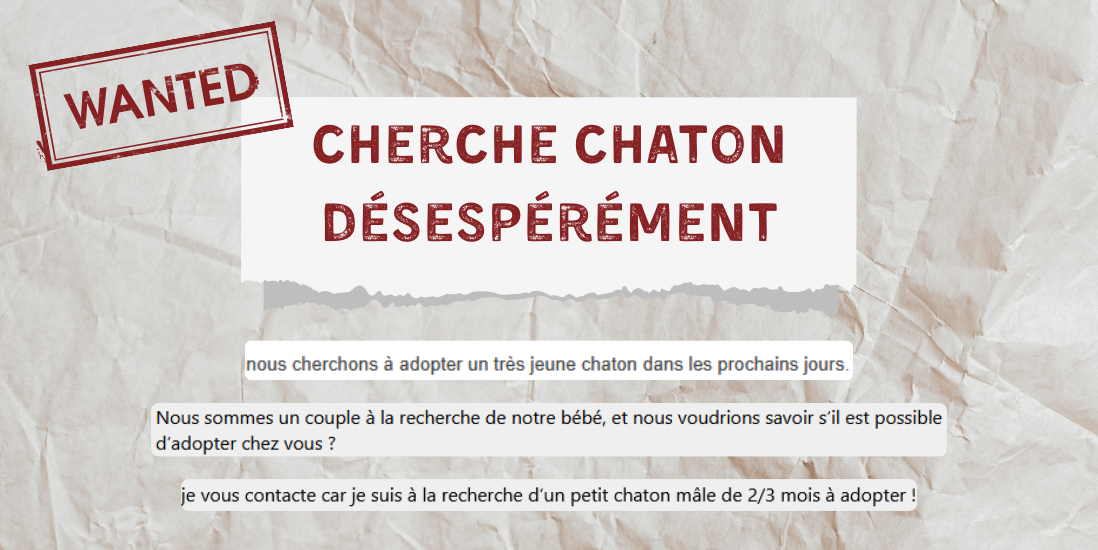 WANTED
CHERCHE CHATON
DÉSESPÉRÉMENT
nous cherchons à adopter un très jeune chaton dans les prochains jours.
Nous sommes un couple à la recherche de notre bébé, et nous voudrions savoir s'il est possible
d'adopter chez vous ?
je vous contacte car je suis à la recherche d'un petit chaton mâle de 2/3 mois à adopter !